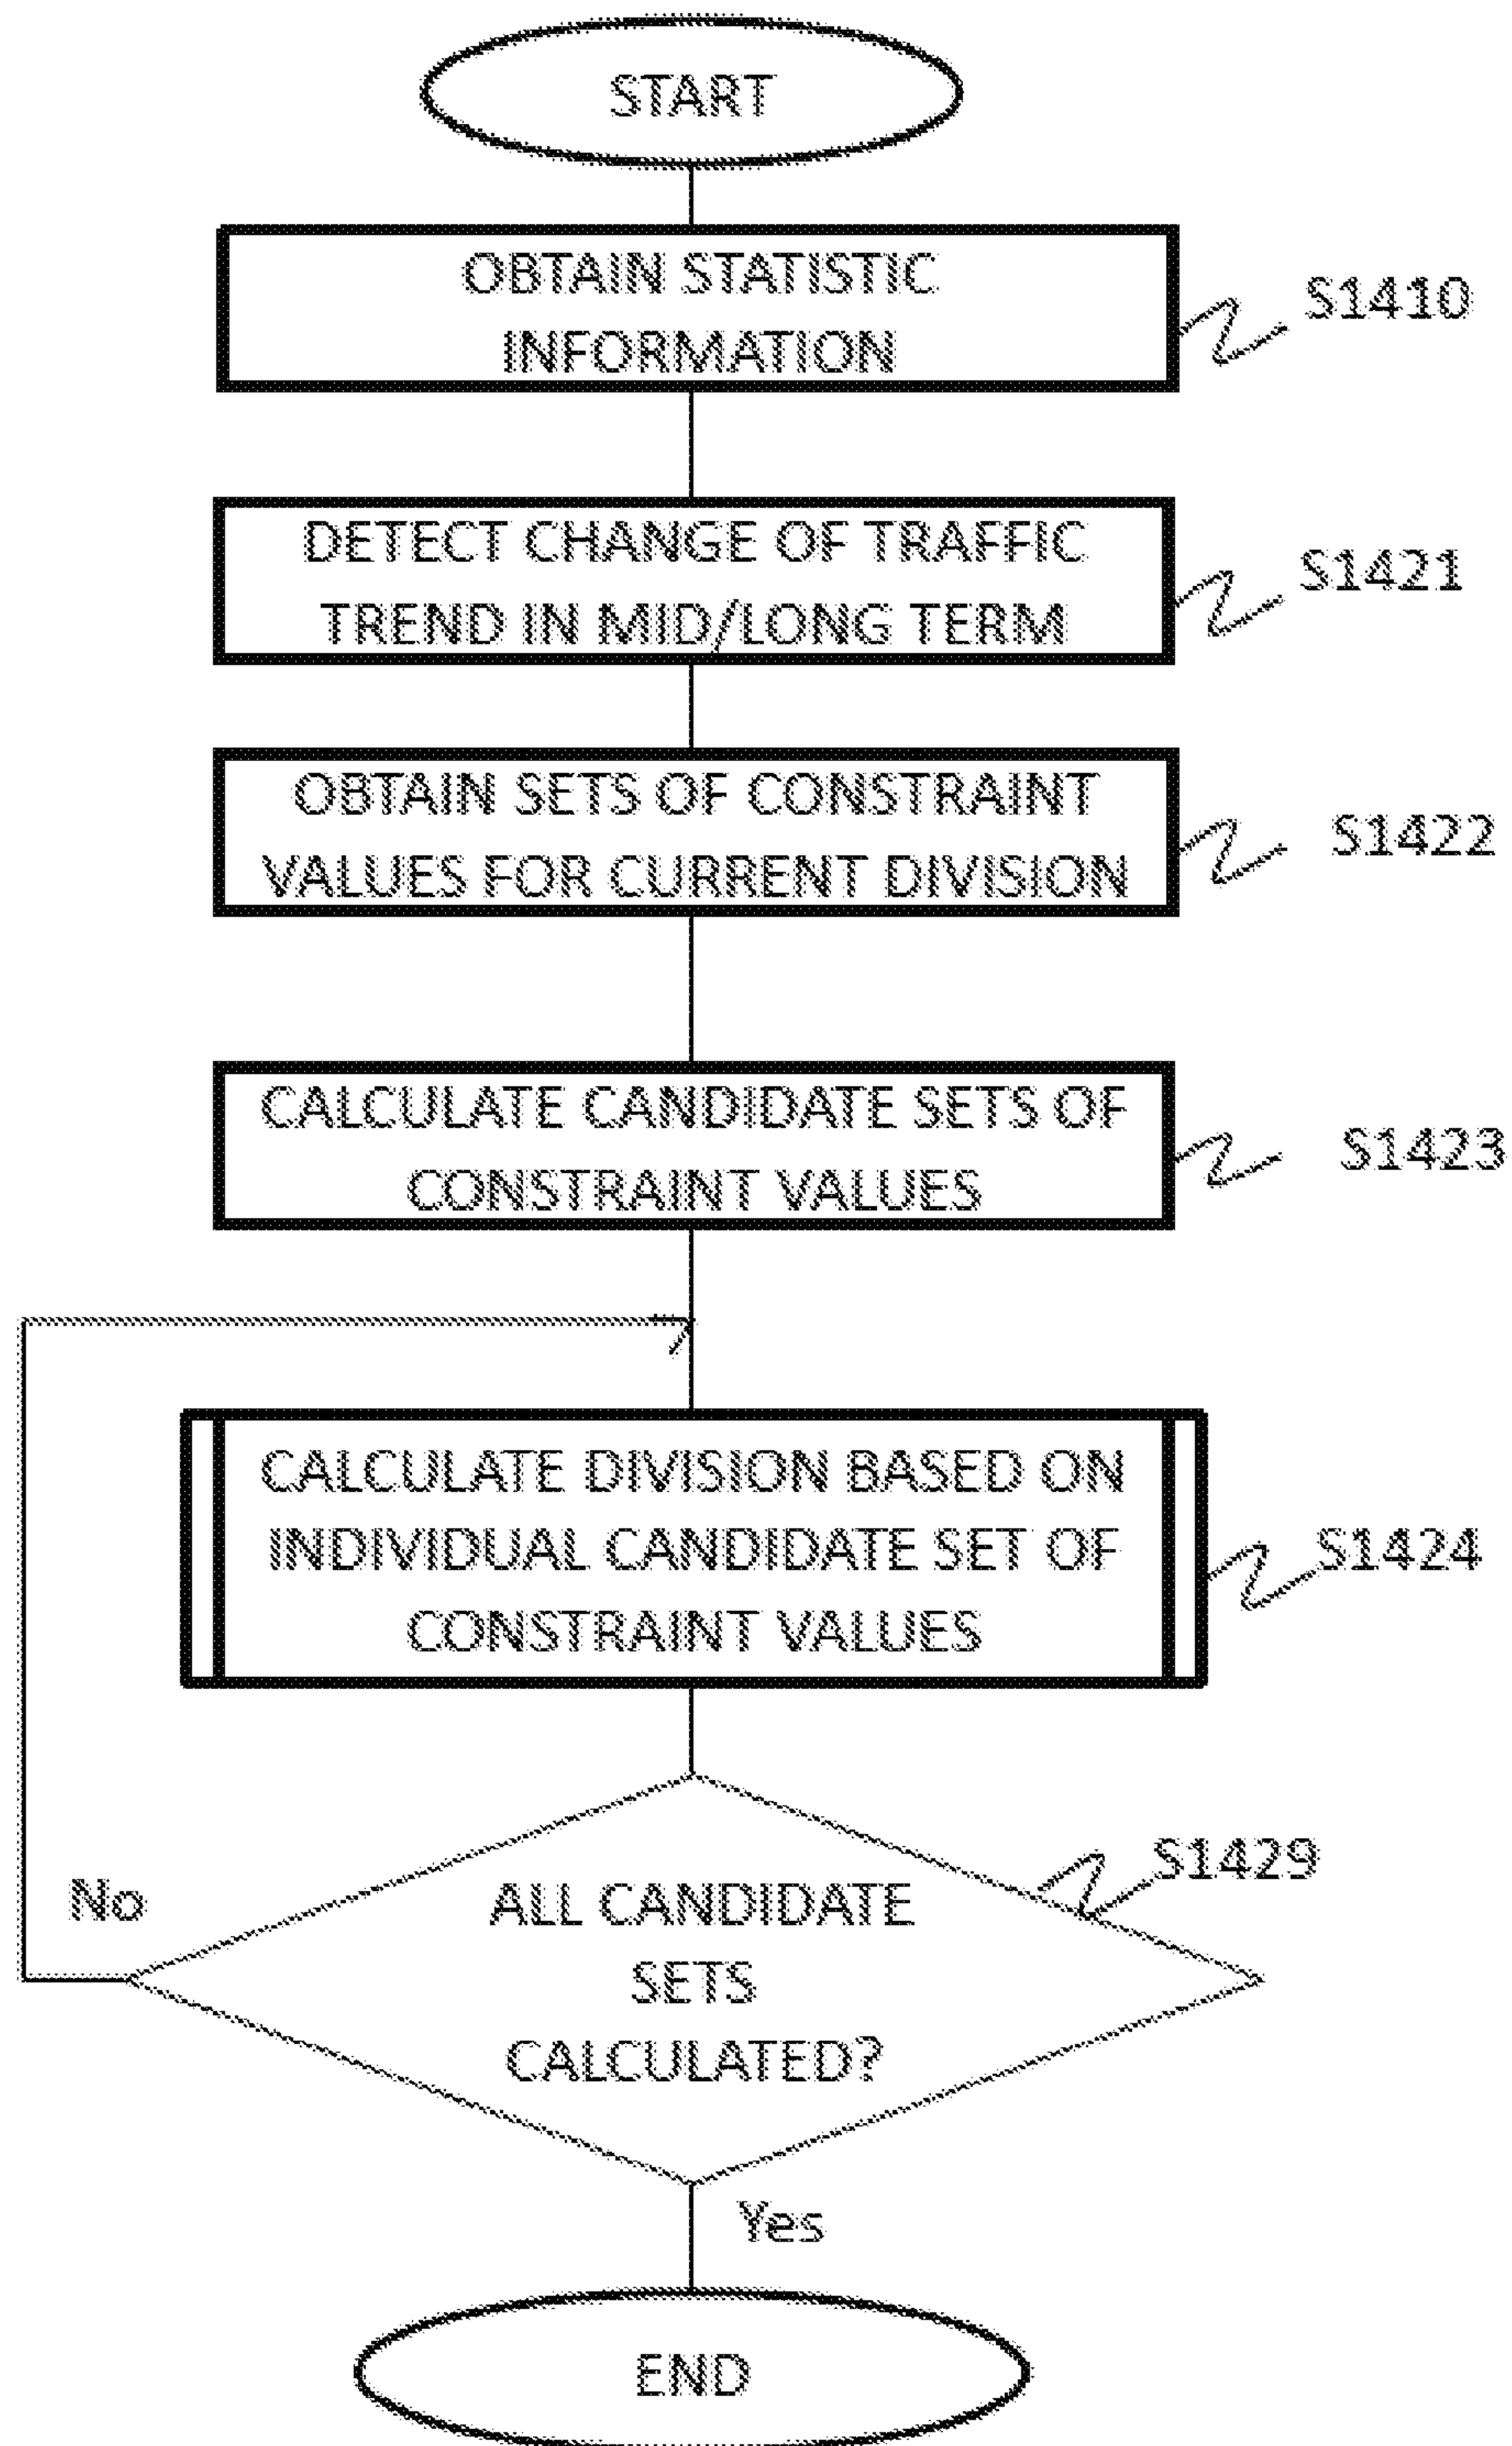 START
OBTAIN STATISTIC
INFORMATION
S1410
DETECT CHANGE OF TRAFFIC
TREND IN MID/LONG TERM
S1421
OBTAIN SETS OF CONSTRAINT
VALUES FOR CURRENT DIVISION
S1422
CALCULATE CANDIDATE SETS OF
CONSTRAINT VALUES
S1423
CALCULATE DIVISION BASED ON
INDIVIDUAL CANDIDATE SET OF
CONSTRAINT VALUES
S1424
S1429
No
ALL CANDIDATE
SETS
CALCULATED?
Yes
END